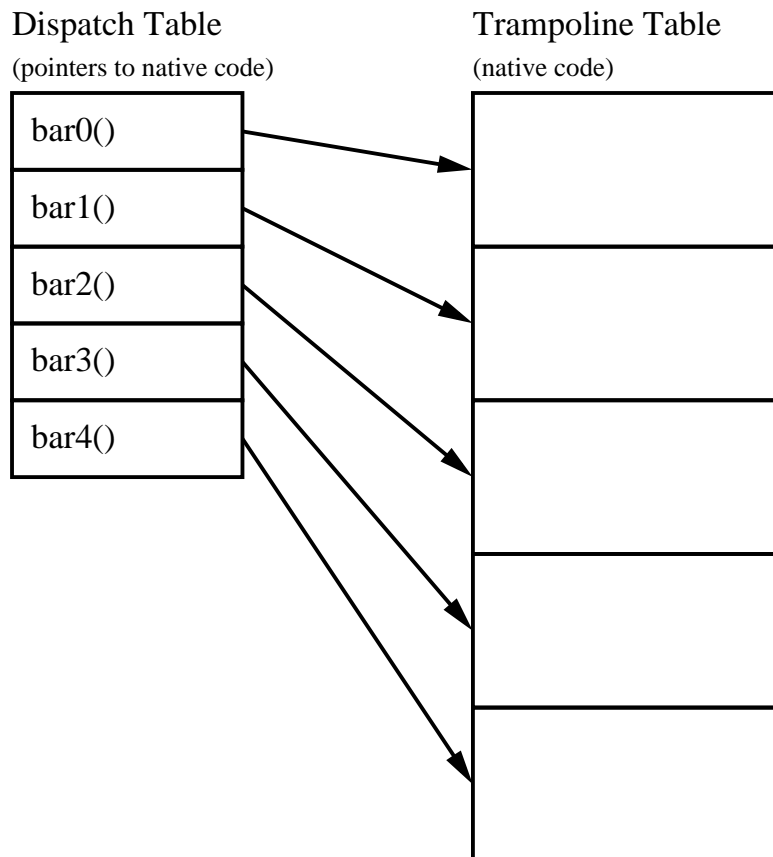 Dispatch Table
(pointers to native code)
bar0()
bar1()
bar2()
bar3()
bar4()
Trampoline Table
(native code)